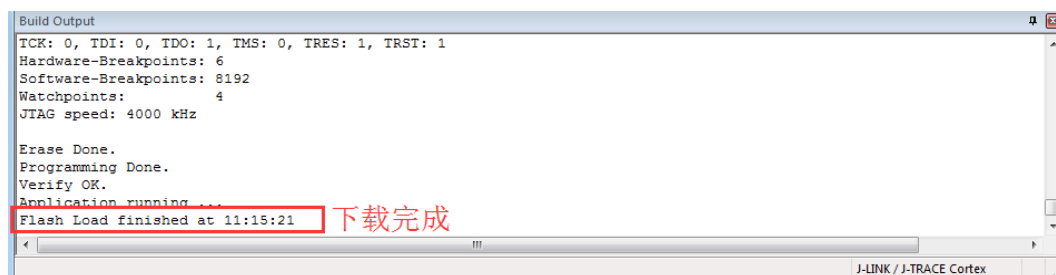 Build Output
TCK: 0, TDI: 0, TDO: 1, TMS: 0, TRES: 1, TRST: 1
Hardware-Breakpoints: 6
Software-Breakpoints: 8192
Watchpoints: 4
JTAG speed: 4000 kHz
Erase Done.
Programming Done.
Verify OK.
Application running ...
Flash Load finished at 11:15:21 下载完成
J-LINK / J-TRACE Cortex